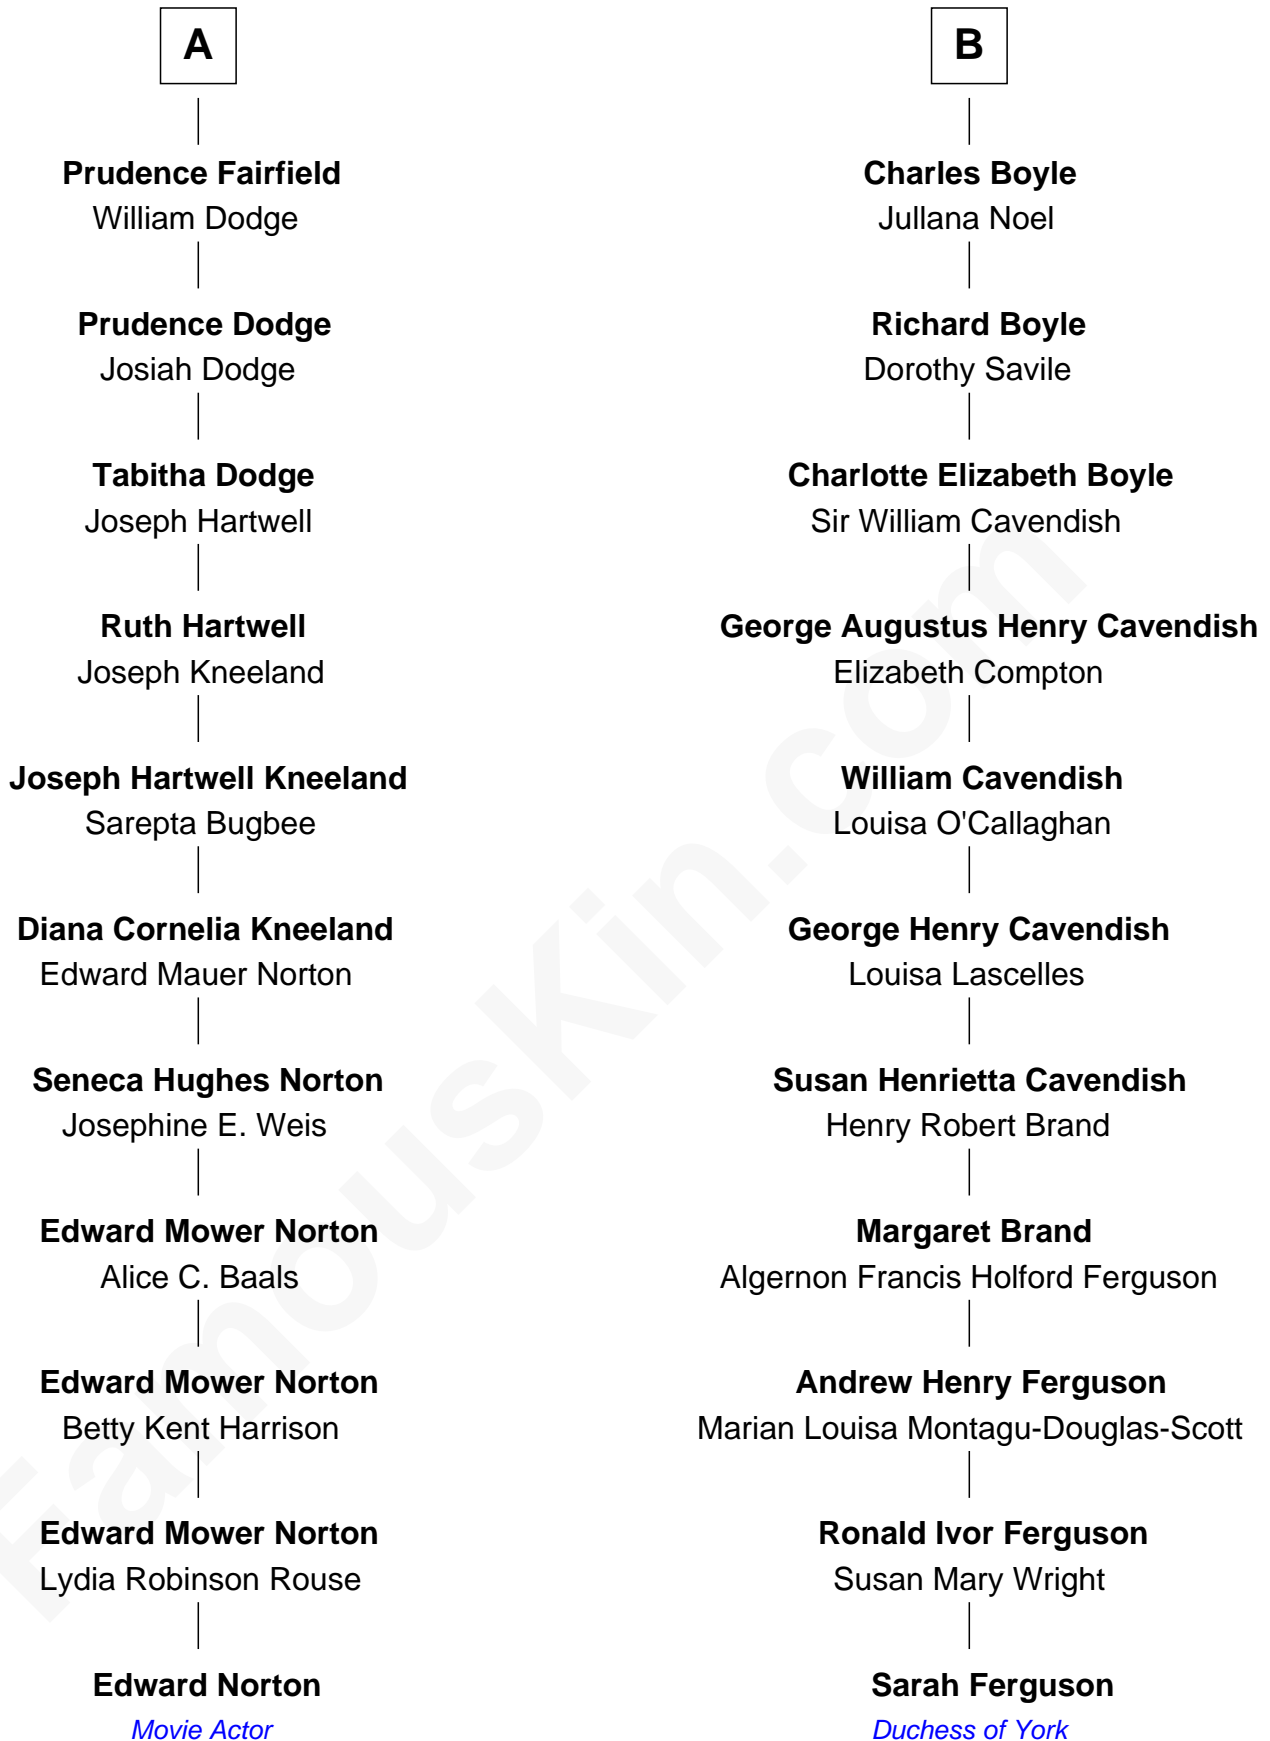 A
Prudence Fairfield
William Dodge
Prudence Dodge
Josiah Dodge
Tabitha Dodge
Joseph Hartwell
Ruth Hartwell
Joseph Kneeland
Joseph Hartwell Kneeland
Sarepta Bugbee
Diana Cornelia Kneeland
Edward Mauer Norton
Seneca Hughes Norton
Josephine E. Weis
Edward Mower Norton
Alice C. Baals
Edward Mower Norton
Betty Kent Harrison
Edward Mower Norton
Lydia Robinson Rouse
Edward Norton
Movie Actor
B
Charles Boyle
Jullana Noel
Richard Boyle
Dorothy Savile
Charlotte Elizabeth Boyle
Sir William Cavendish
George Augustus Henry Cavendish
Elizabeth Compton
William Cavendish
Louisa O'Callaghan
George Henry Cavendish
Louisa Lascelles
Susan Henrietta Cavendish
Henry Robert Brand
Margaret Brand
Algernon Francis Holford Ferguson
Andrew Henry Ferguson
Marian Louisa Montagu-Douglas-Scott
Ronald Ivor Ferguson
Susan Mary Wright
Sarah Ferguson
Duchess of York
FamousKin.com